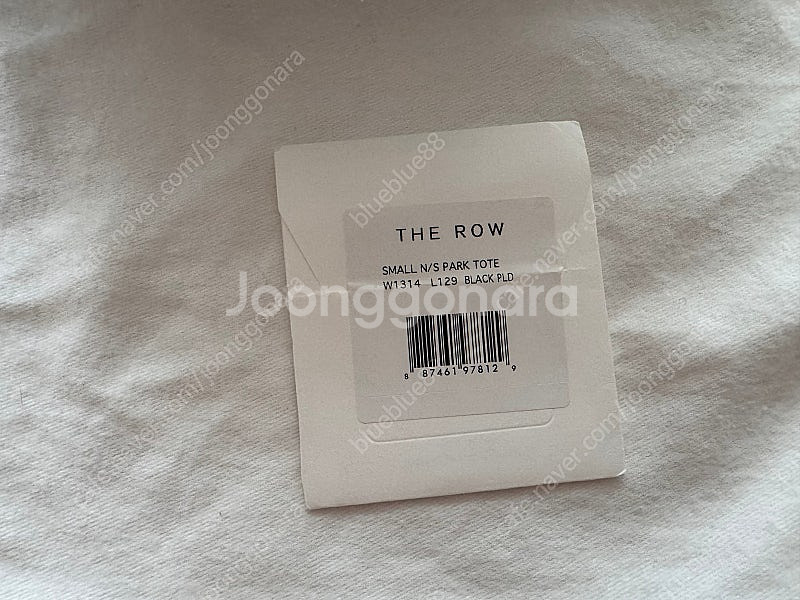 THE ROW
SMALL N/S PARK TOTE
W1314 L129 BLACK PLD
Joonggonara
8 87461 97812 9
blueblue88
blueblue88
cafe-naver.com/joonggonara